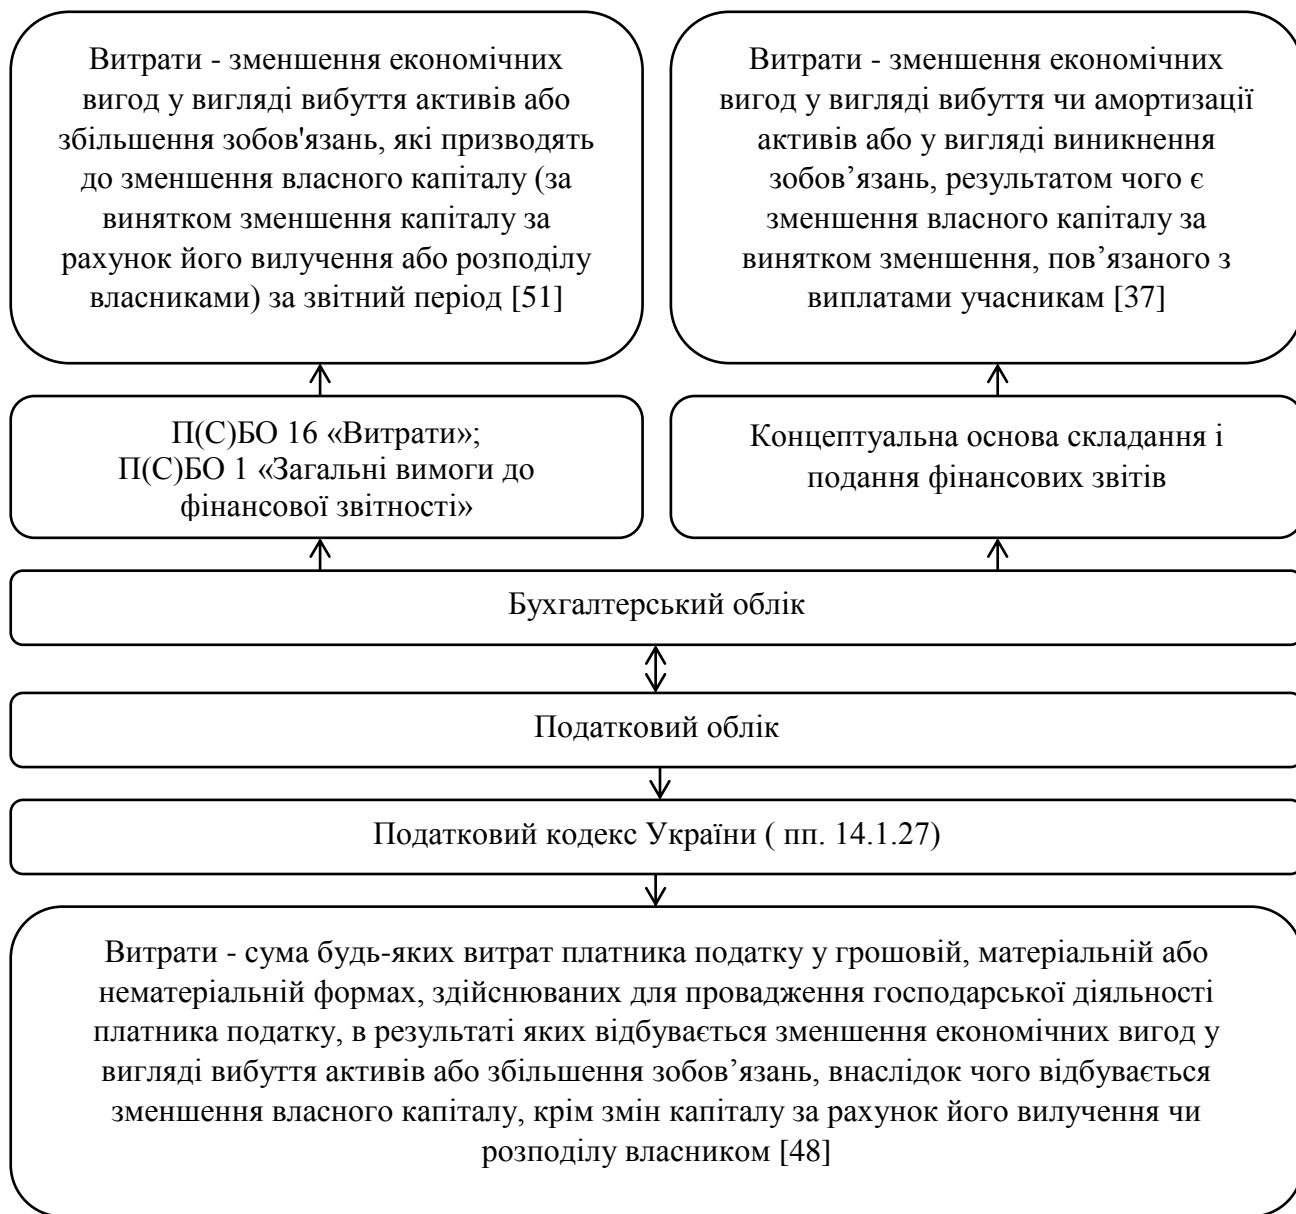 Витрати - зменшення економічних
вигод у вигляді вибуття активів або
збільшення зобов'язань, які призводять
до зменшення власного капіталу (за
винятком зменшення капіталу за
рахунок його вилучення або розподілу
власниками) за звітний період [51]
Витрати - зменшення економічних
вигод у вигляді вибуття чи амортизації
активів або у вигляді виникнення
зобов’язань, результатом чого є
зменшення власного капіталу за
винятком зменшення, пов’язаного з
виплатами учасникам [37]
П(С)БО 16 «Витрати»;
П(С)БО 1 «Загальні вимоги до
фінансової звітності»
Концептуальна основа складання і
подання фінансових звітів
Бухгалтерський облік
Податковий облік
Податковий кодекс України ( пп. 14.1.27)
Витрати - сума будь-яких витрат платника податку у грошовій, матеріальній або
нематеріальній формах, здійснюваних для провадження господарської діяльності
платника податку, в результаті яких відбувається зменшення економічних вигод у
вигляді вибуття активів або збільшення зобов’язань, внаслідок чого відбувається
зменшення власного капіталу, крім змін капіталу за рахунок його вилучення чи
розподілу власником [48]